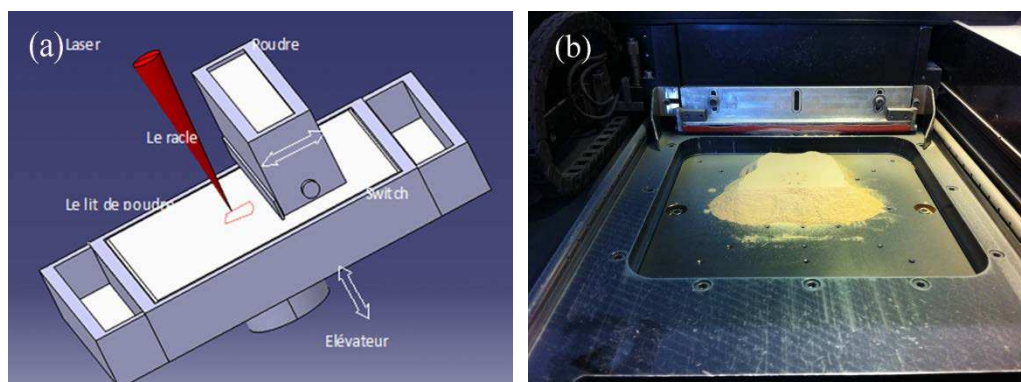 (a)
Laser
Poudre
Le racle
Le lit de poudre
Switch
Elévateur
(b)